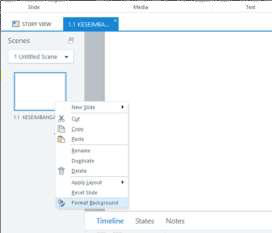 Slide Media Text
STORY VIEW 1.1 KESEIMBA...
Scenes
1 Untitled Scene
1.1 KESEIMBANGA
New Slide
Cut
Copy
Paste
Rename
Duplicate
Delete
Apply Layout
Reset Slide
Format Background
Timeline States Notes